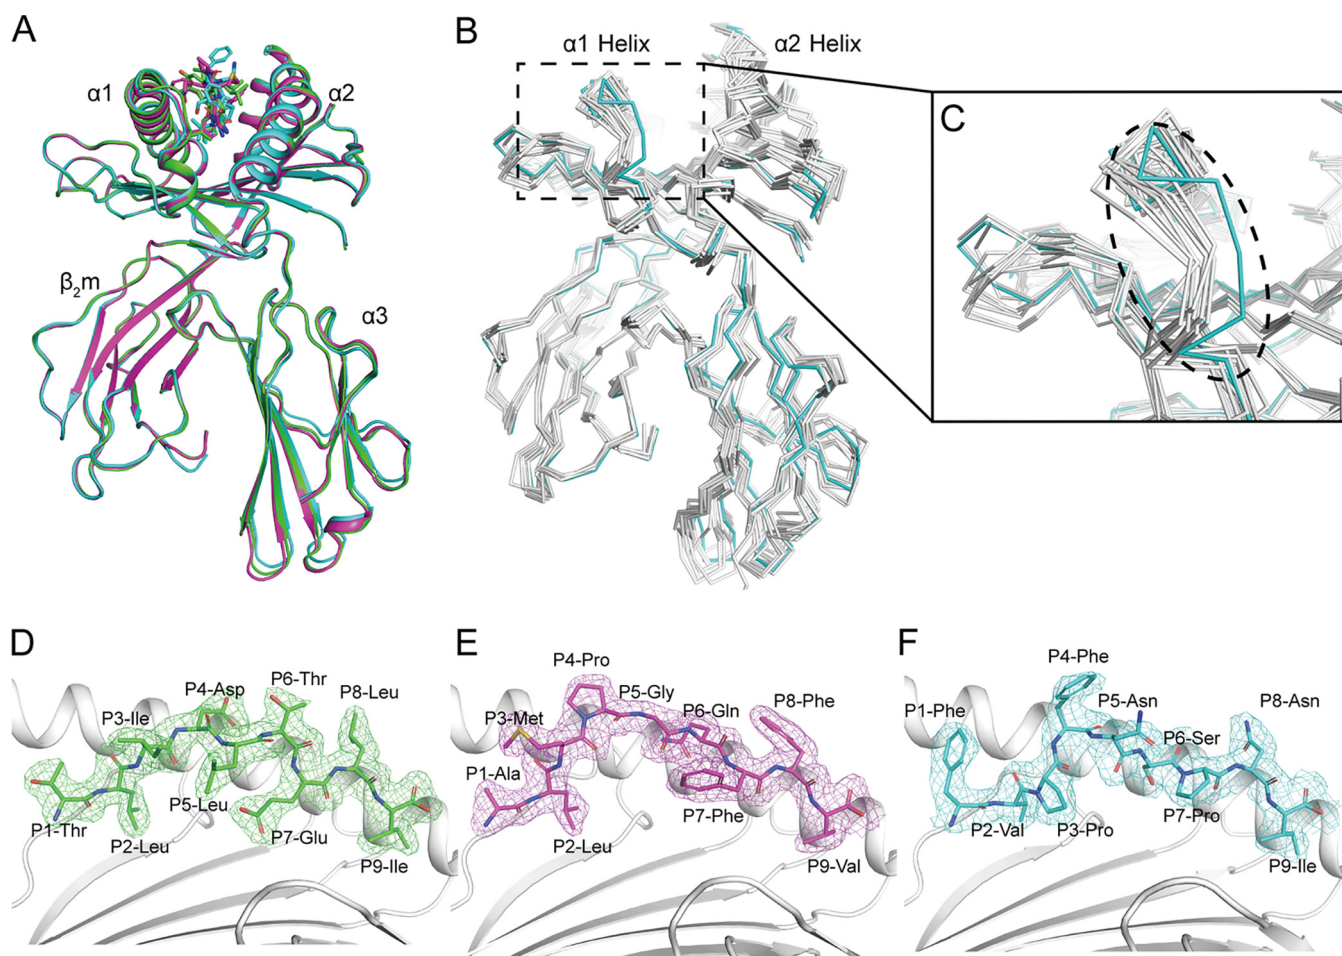 A
α1
α2
β₂m
α3
B
α1 Helix
α2 Helix
C
D
P6-Thr
P4-Asp
P8-Leu
P3-Ile
P5-Leu
P1-Thr
P7-Glu
P2-Leu
P9-Ile
E
P4-Pro
P5-Gly
P8-Phe
P3-Met
P6-Gln
P1-Ala
P7-Phe
P2-Leu
P9-Val
F
P4-Phe
P5-Asn
P8-Asn
P1-Phe
P6-Ser
P2-Val
P3-Pro
P7-Pro
P9-Ile